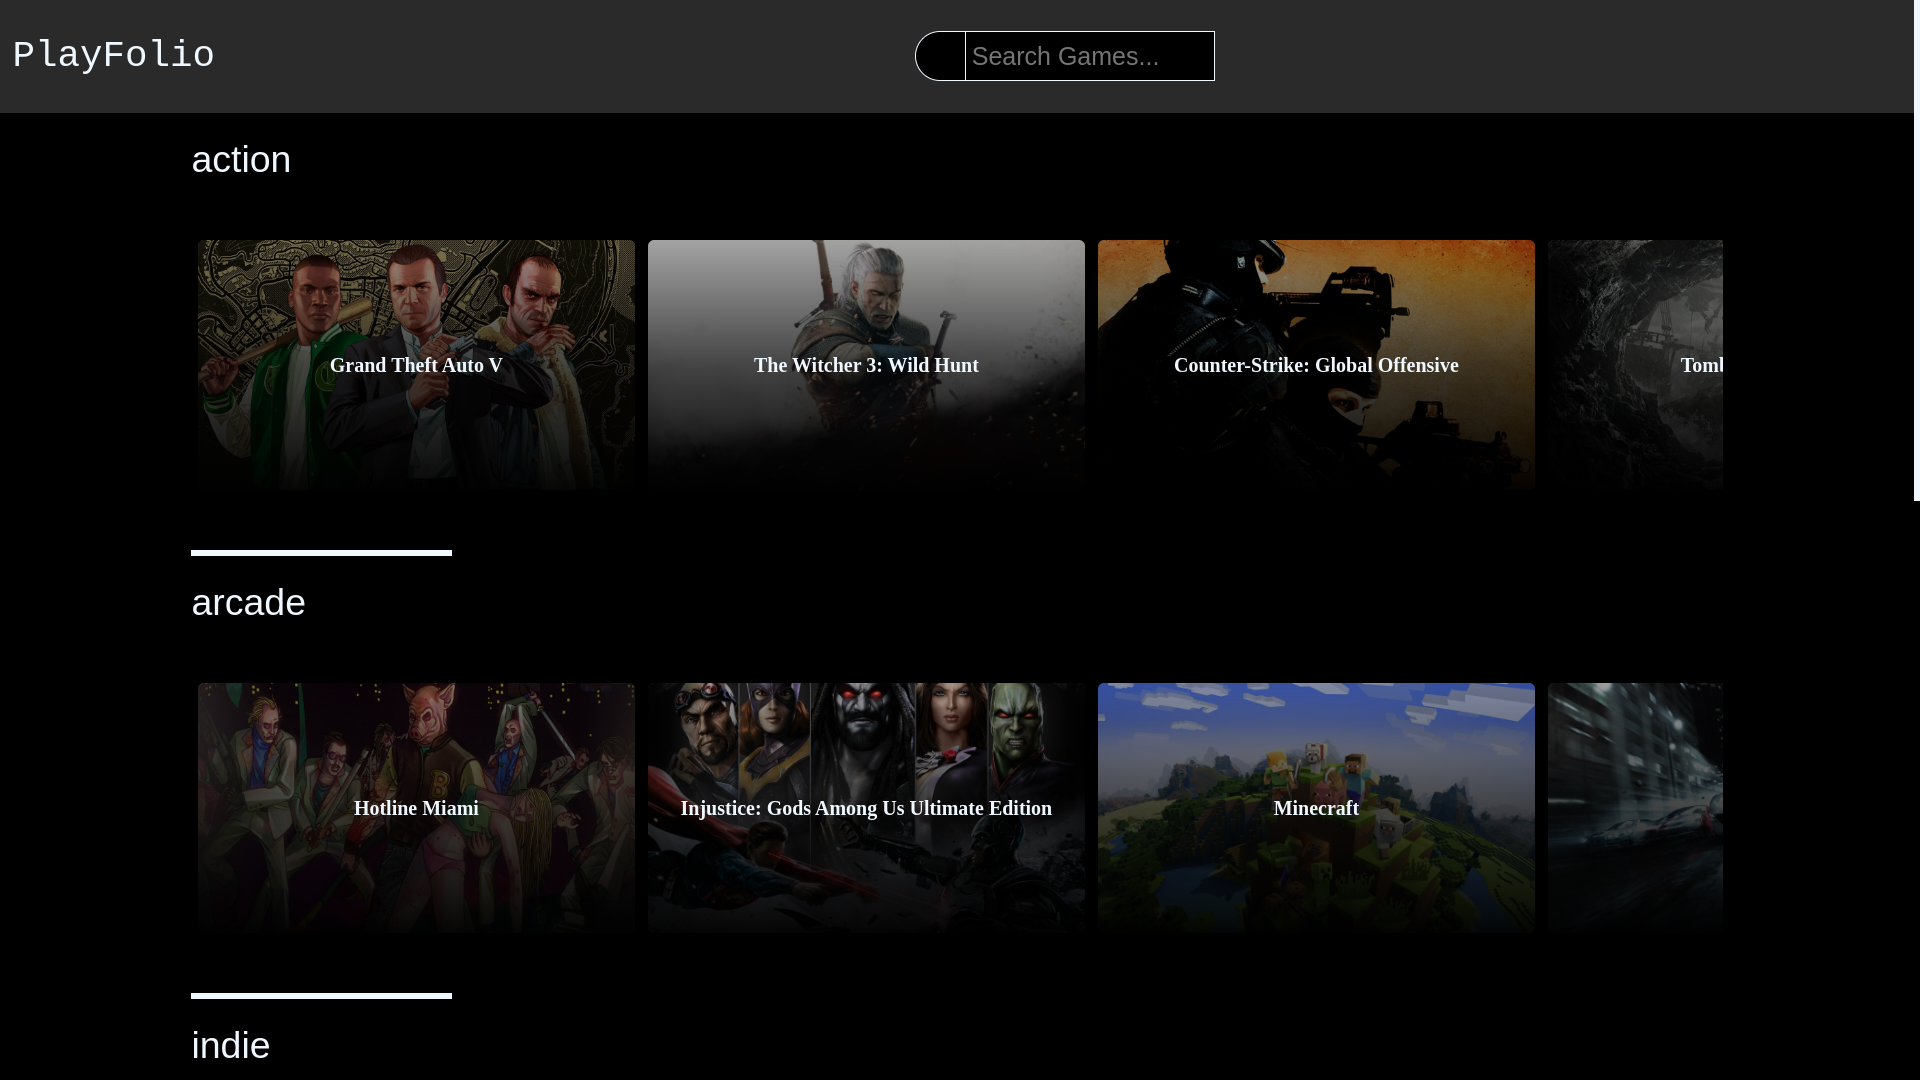 PlayFolio
Search Games...
action
Grand Theft Auto V
The Witcher 3: Wild Hunt
Counter-Strike: Global Offensive
Tomb
arcade
Hotline Miami
Injustice: Gods Among Us Ultimate Edition
Minecraft
indie